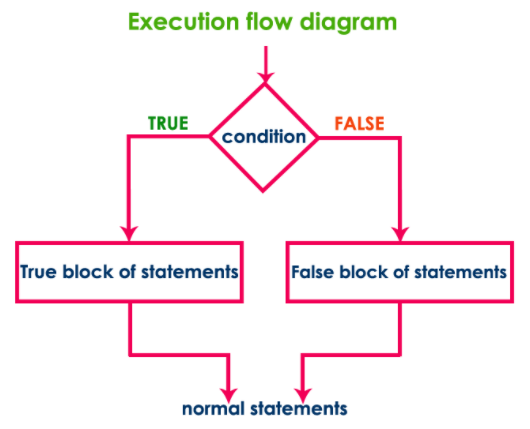 Execution flow diagram
TRUE
FALSE
condition
True block of statements
False block of statements
normal statements